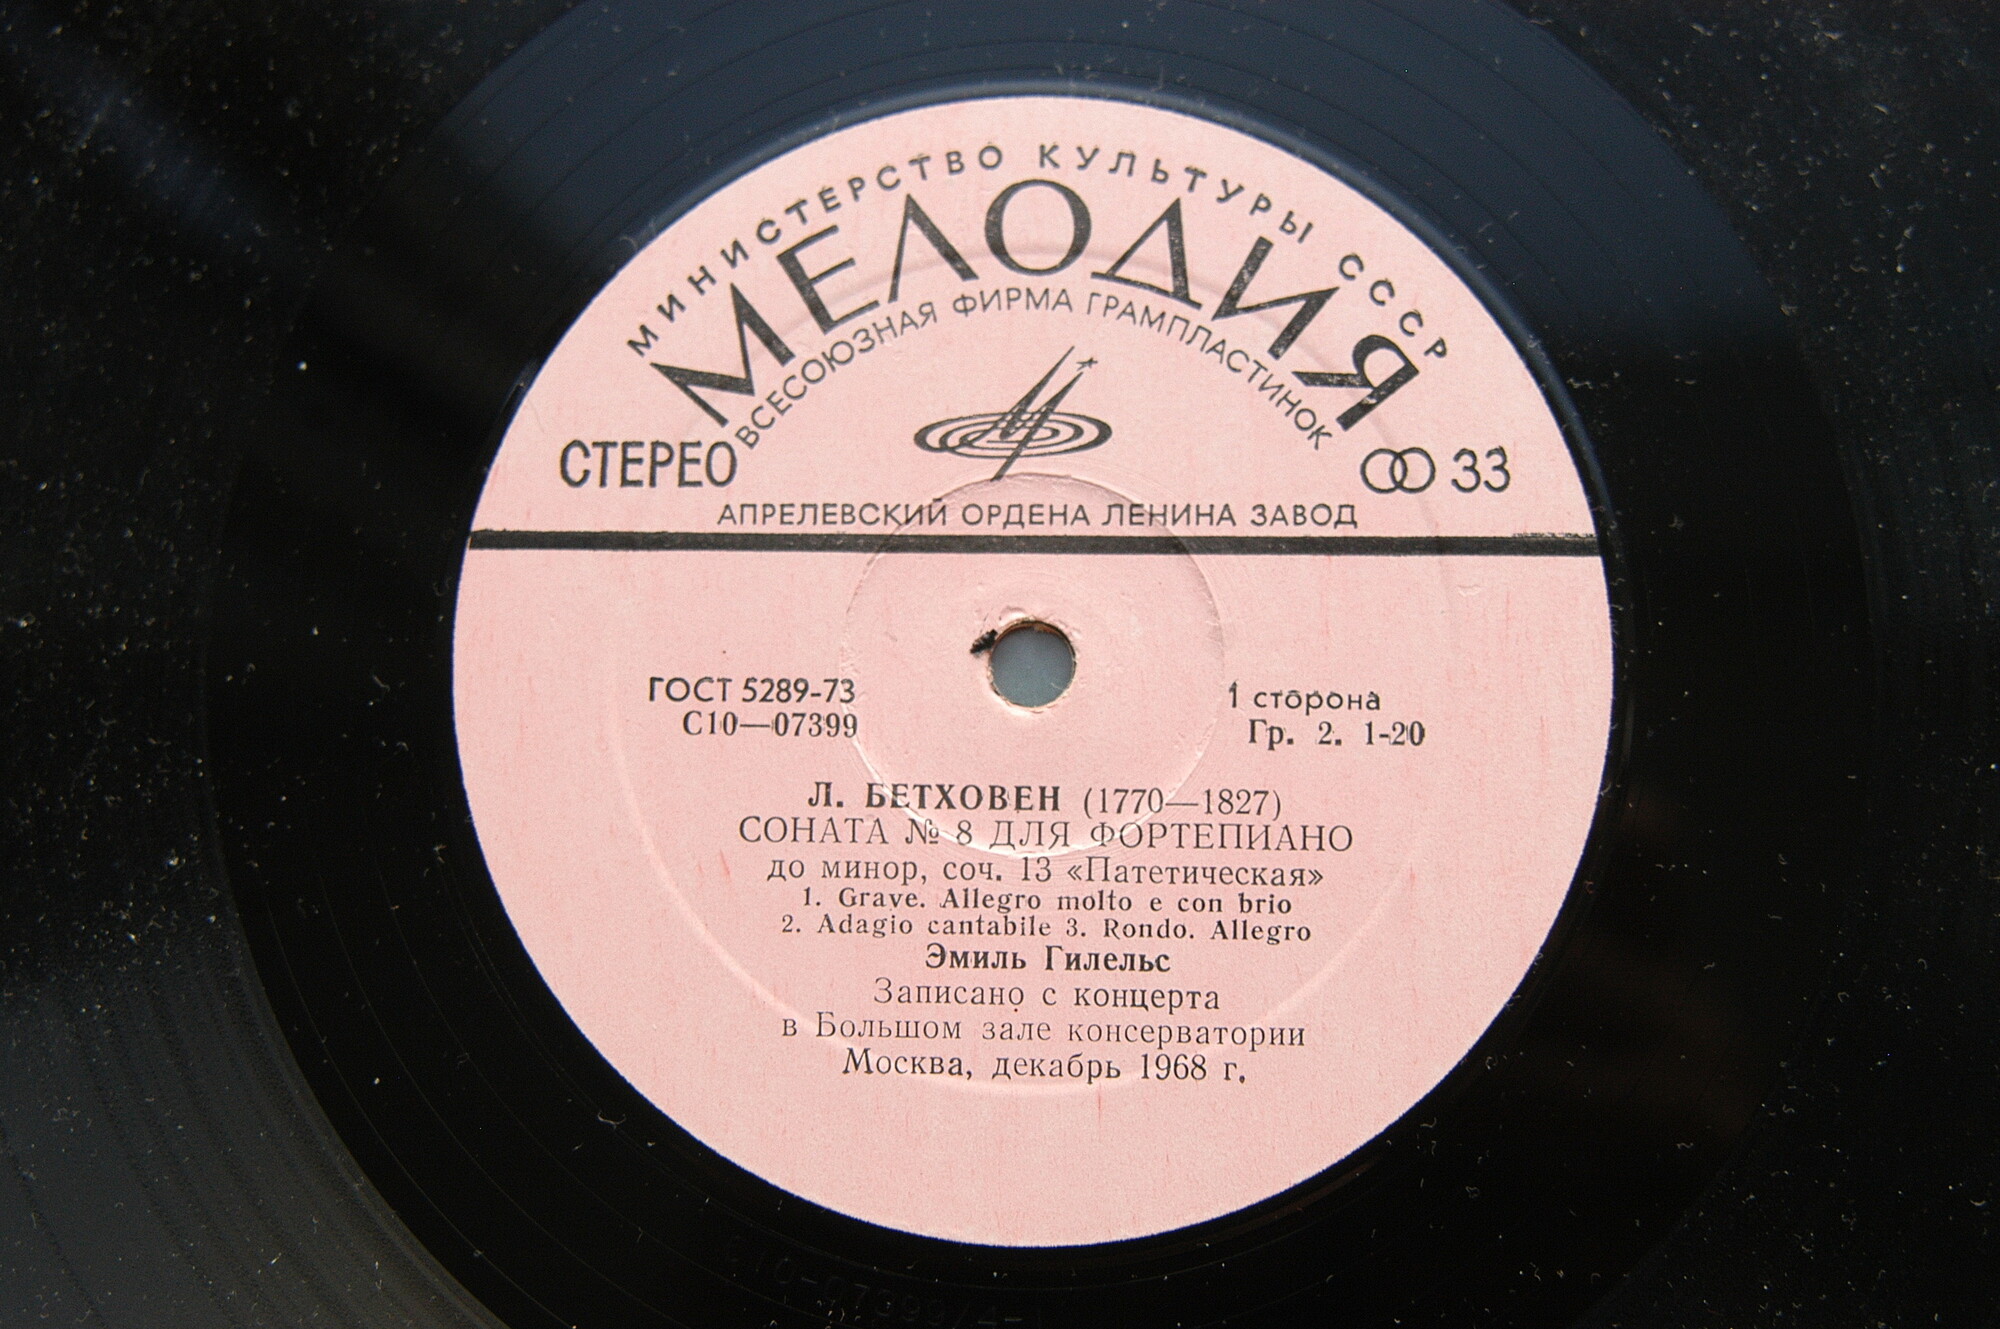 МИНИСТЕРСТВО КУЛЬТУРЫ СССР
МЕЛОДИЯ
ВСЕСОЮЗНАЯ ФИРМА ГРАМПЛАСТИНОК
СТЕРЕО
33
АПРЕЛЕВСКИЙ ОРДЕНА ЛЕНИНА ЗАВОД
ГОСТ 5289-73
1 сторона
С10—07399
Гр. 2. 1-20
Л. БЕТХОВЕН (1770—1827)
СОНАТА № 8 ДЛЯ ФОРТЕПИАНО
до минор, соч. 13 «Патетическая»
1. Grave. Allegro molto e con brio
2. Adagio cantabile 3. Rondo. Allegro
Эмиль Гилельс
Записано с концерта
в Большом зале консерватории
Москва, декабрь 1968 г.